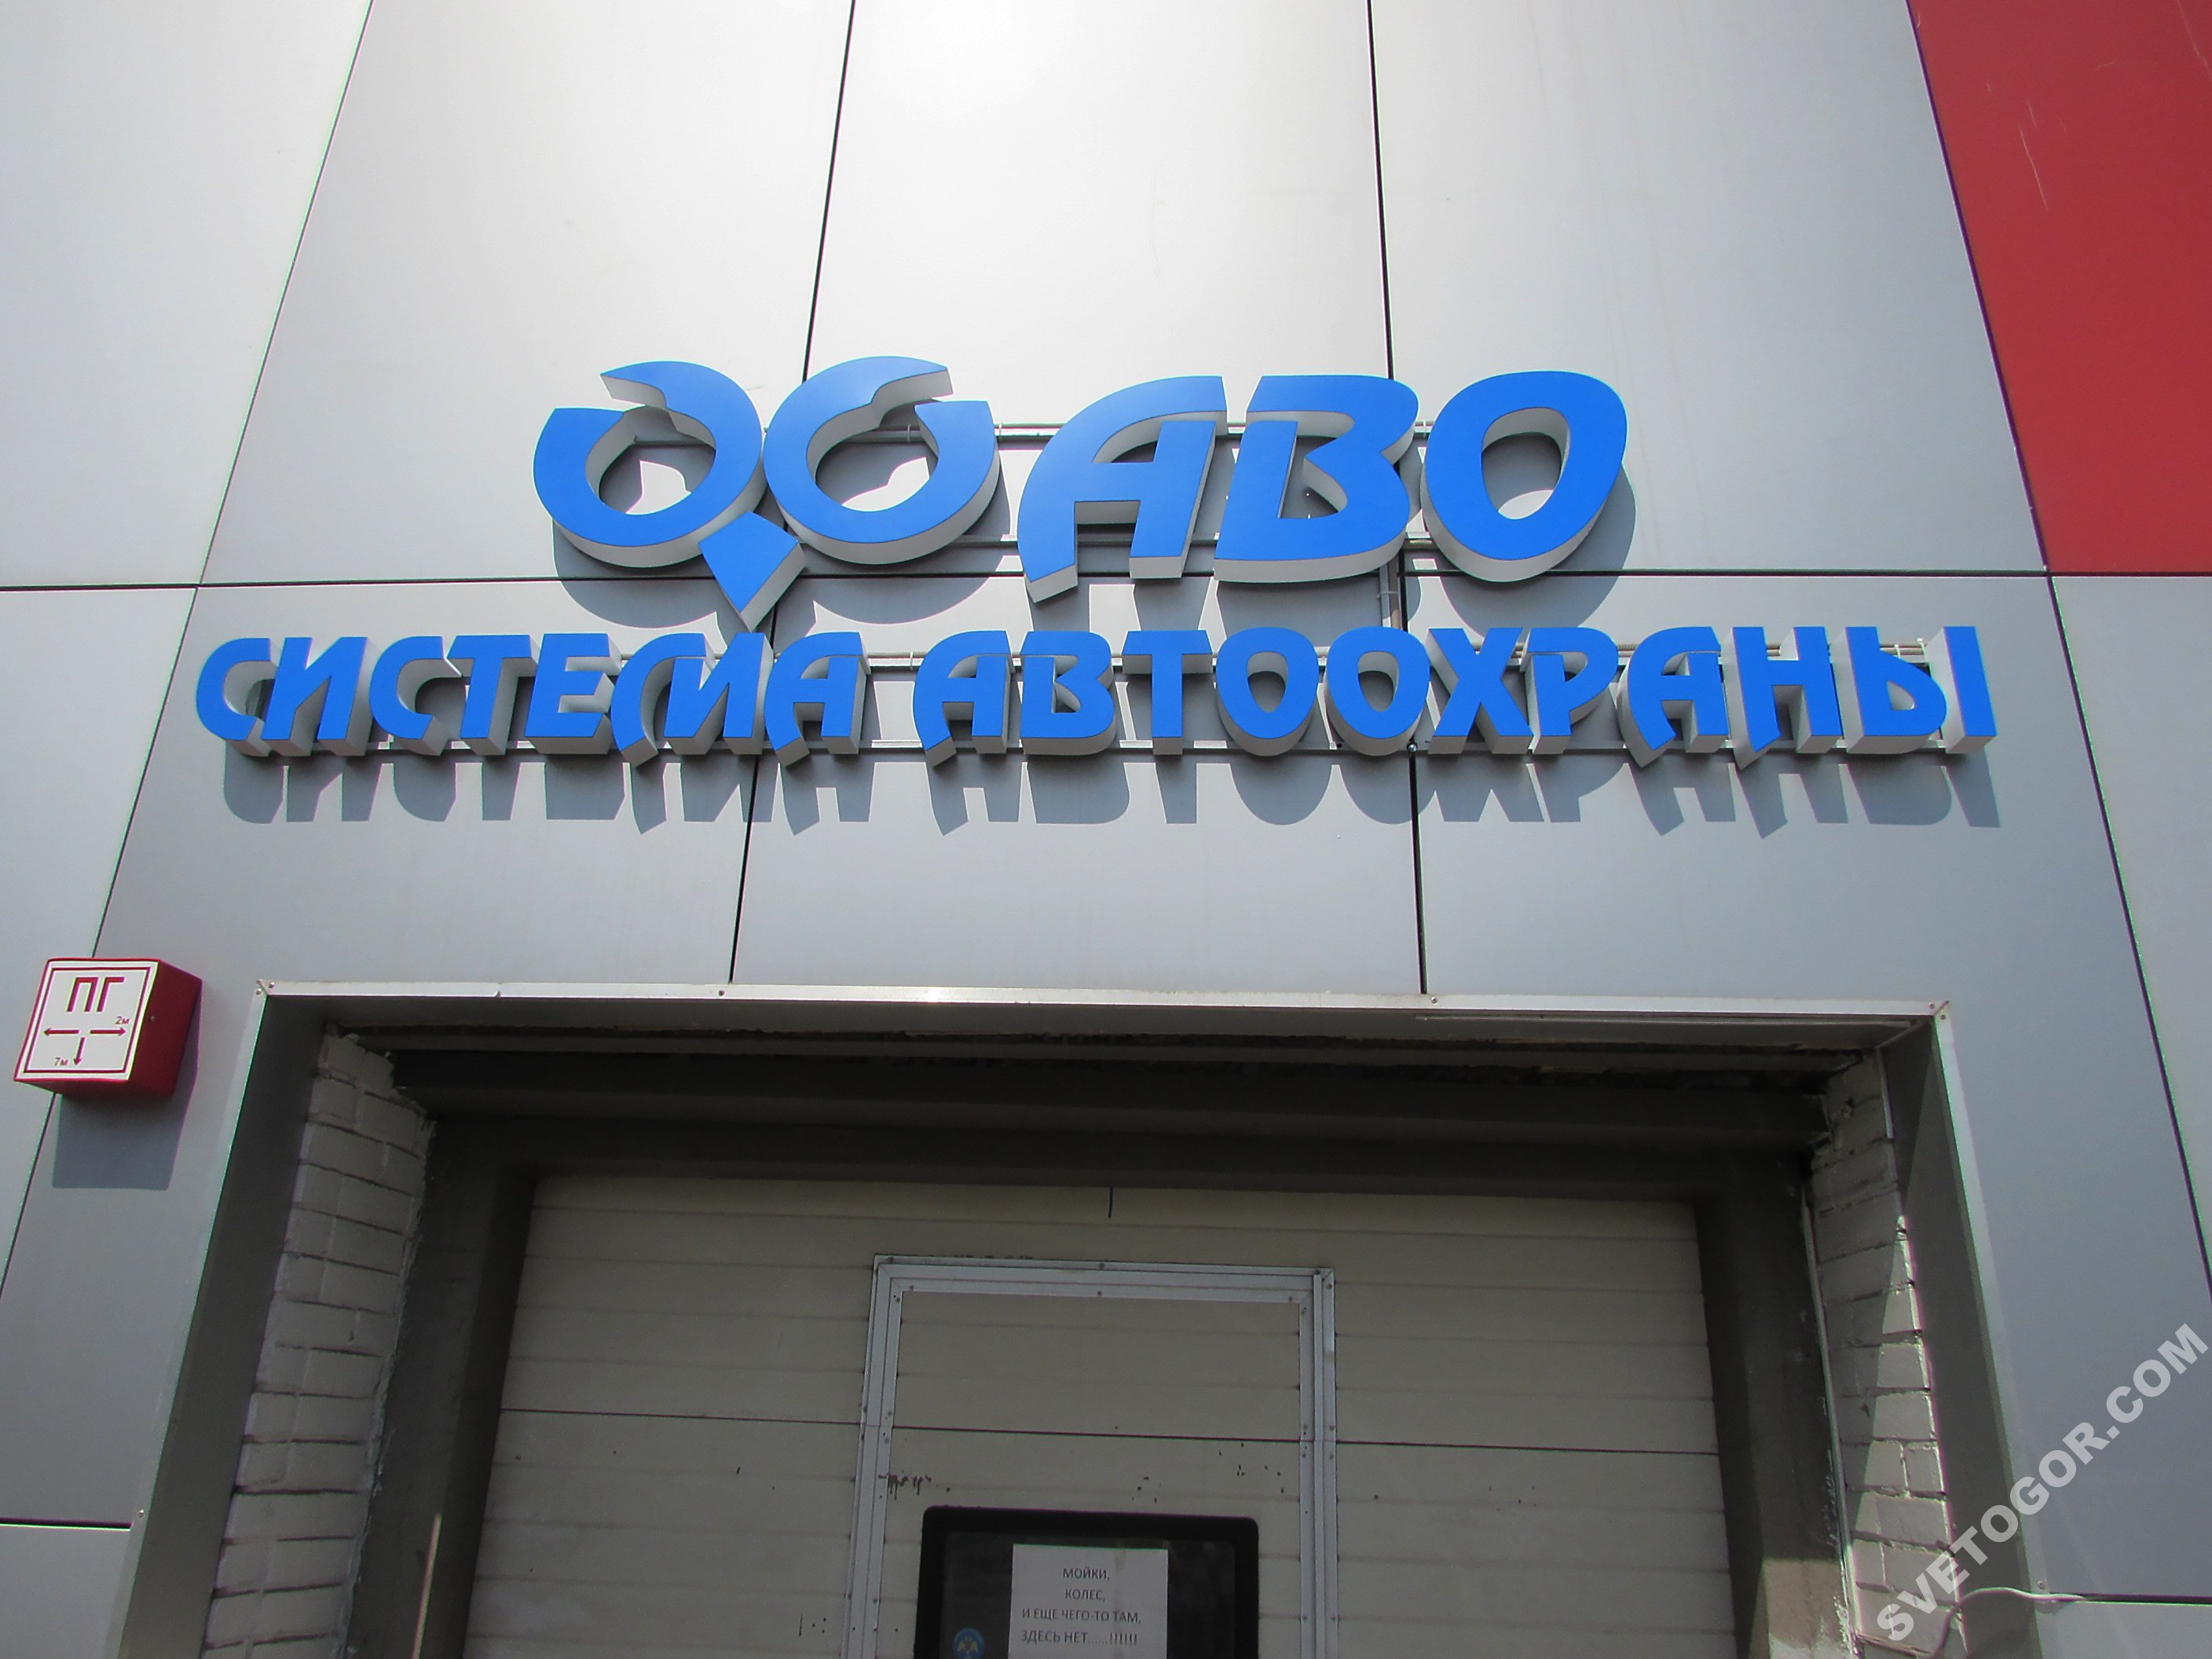 АВО
СИСТЕМА АВТООХРАНЫ
ПГ
2м
7м
МОЙКИ,
КОЛЕС,
И ЕЩЕ ЧЕГО-ТО ТАМ,
ЗДЕСЬ НЕТ......!!!!!!
SVETOGOR.COM